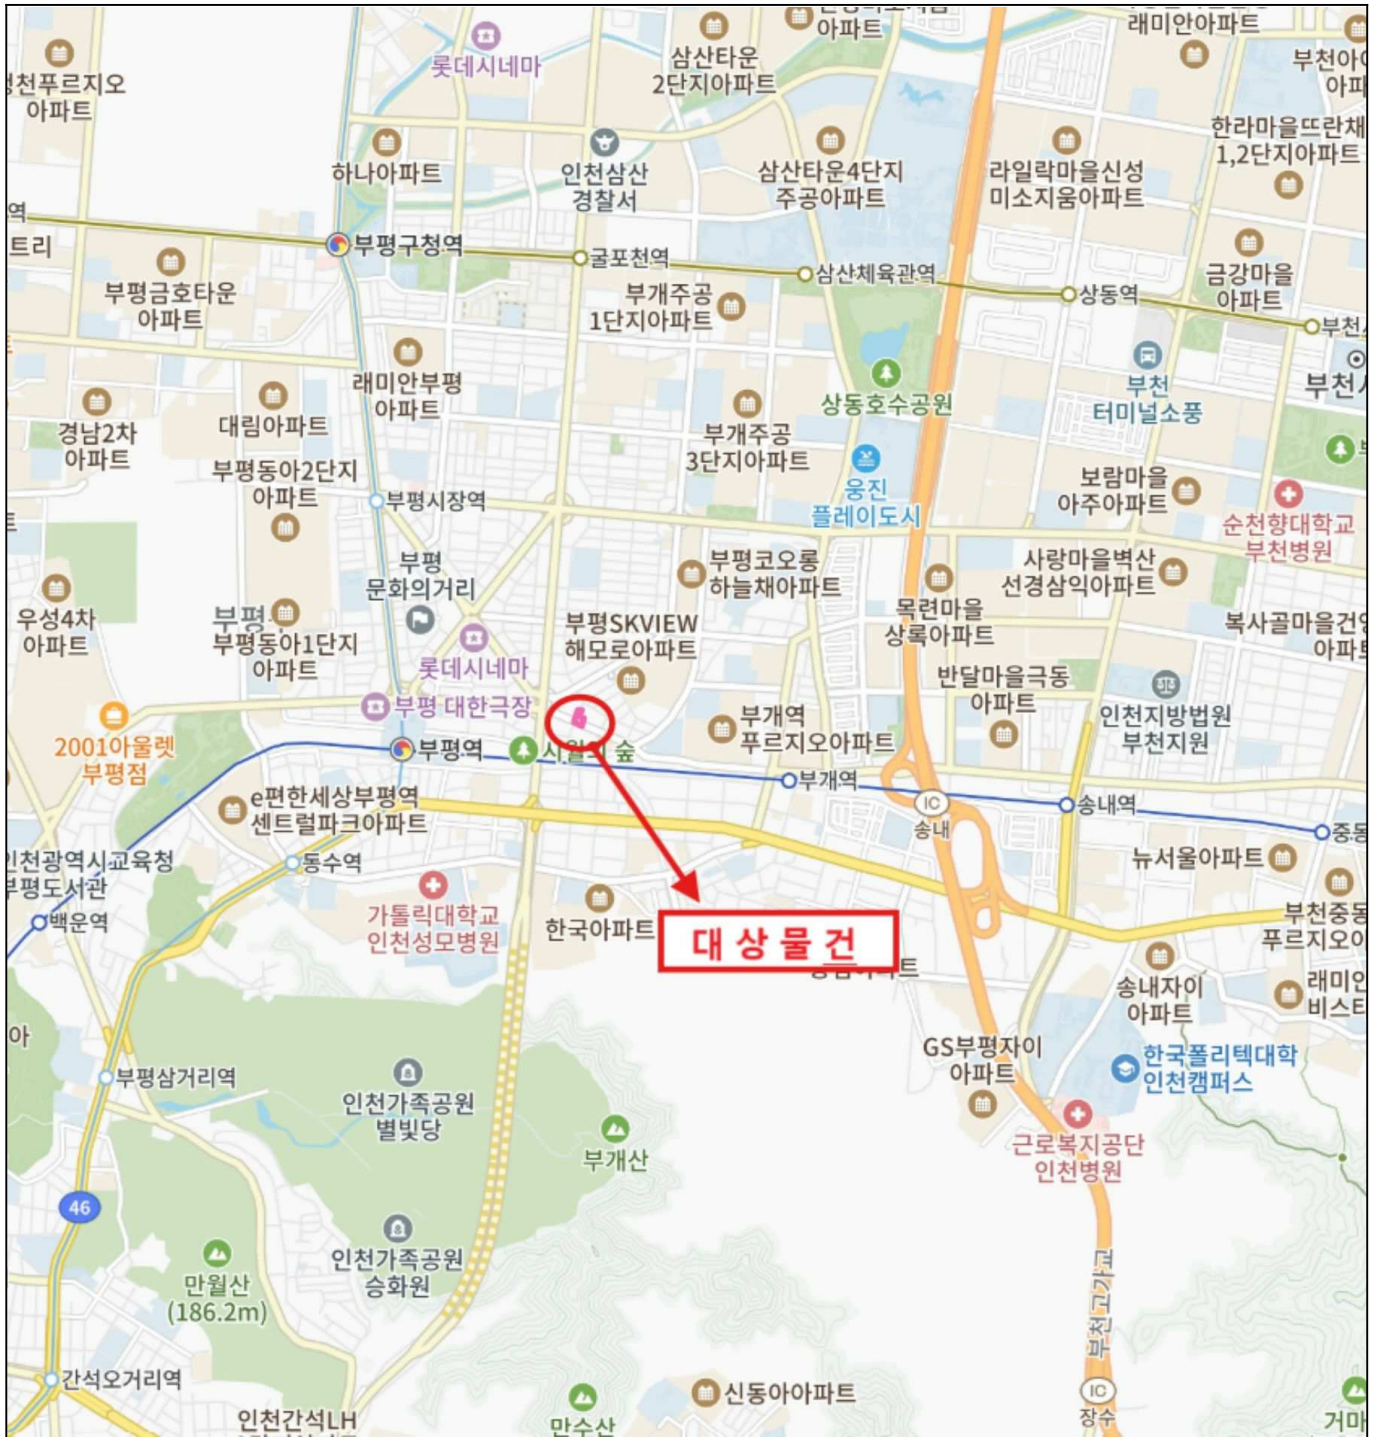 아파트
래미안아파트
롯데시네마
삼산타운
2단지아파트
청천푸르지오
아파트
하나아파트
인천삼산
경찰서
삼산타운4단지
주공아파트
라일락마을신성
미소지움아파트
한라마을뜨란채
1,2단지아파트
역
트리
부평구청역
굴포천역
삼산체육관역
상동역
금강마을
아파트
부평금호타운
아파트
부개주공
1단지아파트
래미안부평
아파트
상동호수공원
부천
터미널소풍
경남2차
아파트
대림아파트
부개주공
3단지아파트
부평동아2단지
아파트
부평시장역
웅진
플레이도시
보람마을
아주아파트
순천향대학교
부천병원
부평
문화의거리
부평코오롱
하늘채아파트
사랑마을벽산
선경삼익아파트
우성4차
아파트
부평
부평동아1단지
아파트
부평SKVIEW
해모로아파트
목련마을
상록아파트
롯데시네마
반달마을극동
아파트
부평 대한극장
부개역
푸르지오아파트
인천지방법원
부천지원
2001아울렛
부평점
부평역
부개역
송내역
e편한세상부평역
센트럴파크아파트
IC
송내
동수역
뉴서울아파트
인천광역시교육청
부평도서관
백운역
가톨릭대학교
인천성모병원
한국아파트
대상물건
송내자이
아파트
GS부평자이
아파트
한국폴리텍대학
인천캠퍼스
부평삼거리역
인천가족공원
별빛당
부개산
근로복지공단
인천병원
46
인천가족공원
승화원
만월산
(186.2m)
부천고가교
간석오거리역
신동아아파트
IC
장수
인천간석LH
만수산